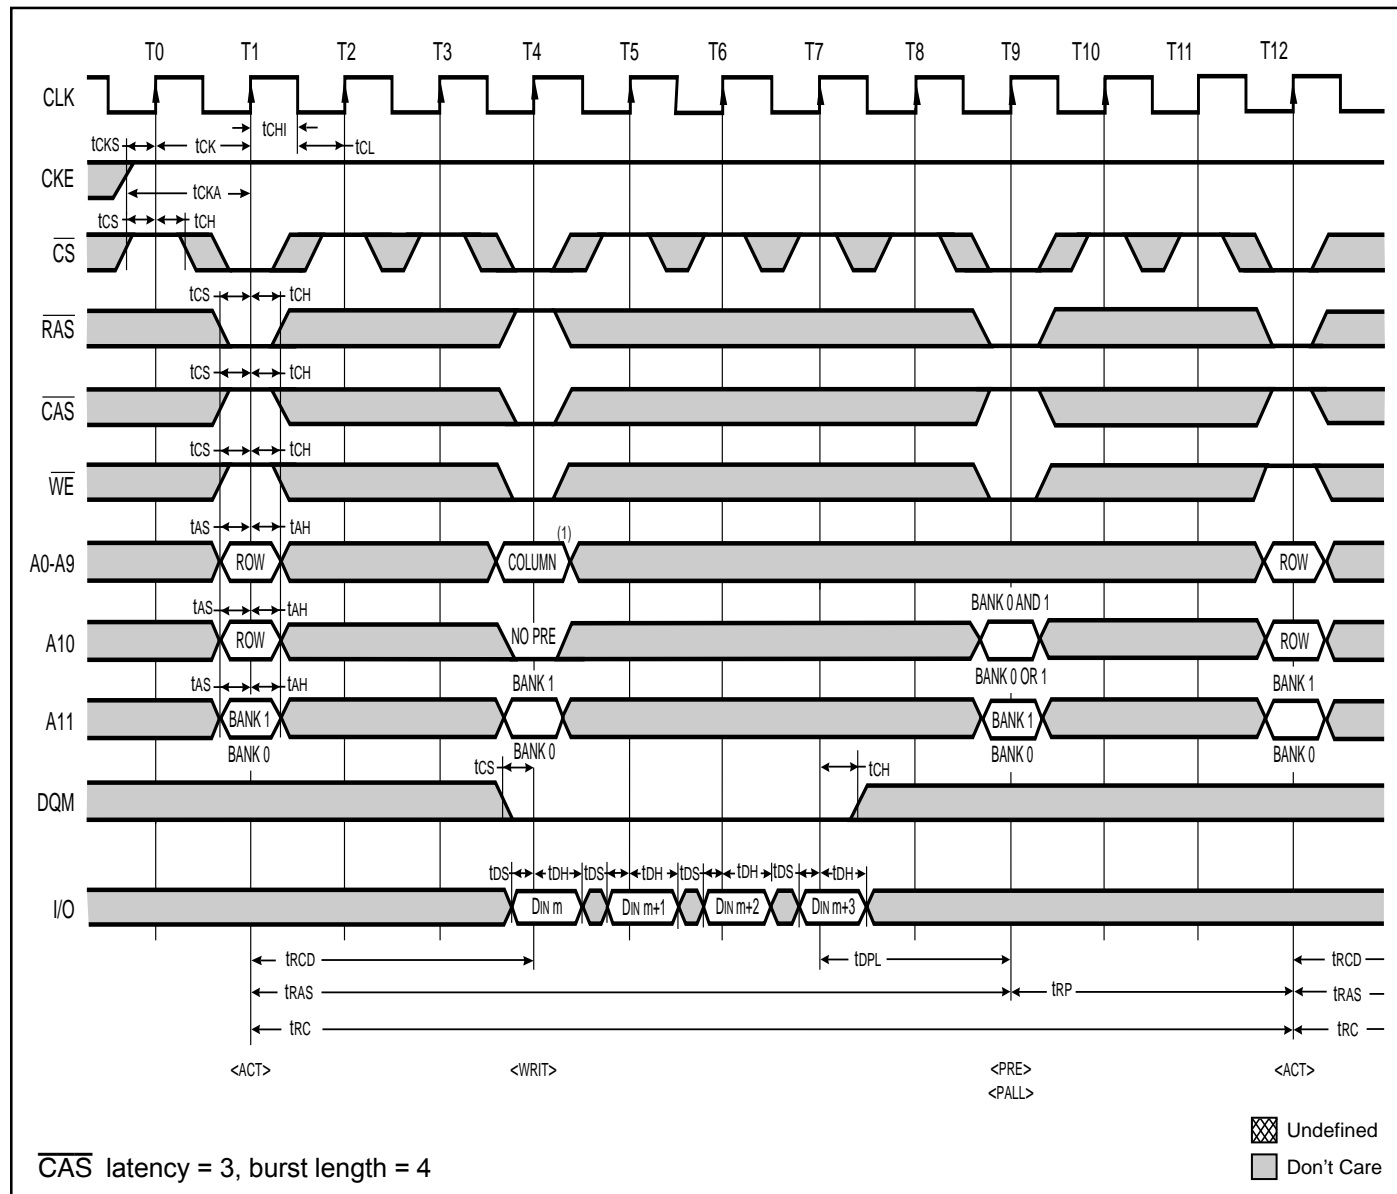 T0 T1 T2 T3 T4 T5 T6 T7 T8 T9 T10 T11 T12
CLK
tCHI
tCKS tCK tCL
CKE
tCKA
tCS tCH
CS
tCS tCH
RAS
tCS tCH
CAS
tCS tCH
WE
tAS tAH (1)
A0-A9 ROW COLUMN ROW
tAS tAH BANK 0 AND 1
A10 ROW NO PRE ROW
tAS tAH BANK 1 BANK 0 OR 1 BANK 1
A11 BANK 1 BANK 1
BANK 0 BANK 0 BANK 0 BANK 0
tCS tCH
DQM
tDS tDH tDS tDH tDS tDH tDS tDH
I/O DIN m DIN m+1 DIN m+2 DIN m+3
tRCD tDPL tRCD
tRAS tRP tRAS
tRC tRC
<ACT> <WRIT> <PRE> <ACT>
<PALL>
Undefined
CAS latency = 3, burst length = 4 Don't Care